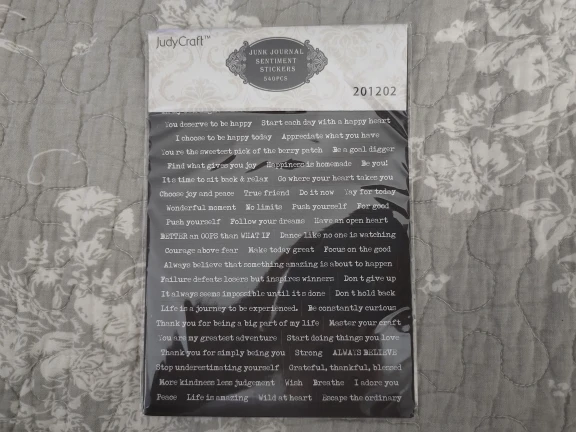 JudyCraft™
JUNK JOURNAL
SENTIMENT
STICKERS
540PCS
201202
You deserve to be happy Start each day with a happy heart
I choose to be happy today Appreciate what you have
You're the sweetest pick of the berry patch Be a goal digger
Find what gives you joy Happiness is homemade Be you!
It's time to sit back & relax Go where your heart takes you
Choose joy and peace True friend Do it now Yay for today
Wonderful moment No limits Push yourself For good
Push yourself Follow your dreams Have an open heart
BETTER an OOPS than WHAT IF Dance like no one is watching
Courage above fear Make today great Focus on the good
Always believe that something amazing is about to happen
Failure defeats losers but inspires winners Don't give up
It always seems impossible until it's done Don't hold back
Life is a journey to be experienced. Be constantly curious
Thank you for being a big part of my life Master your craft
You are my greatest adventure Start doing things you love
Thank you for simply being you Strong ALWAYS BELIEVE
Stop underestimating yourself Grateful, thankful, blessed
More kindness less judgement Wish Breathe I adore you
Peace Life is amazing Wild at heart Escape the ordinary